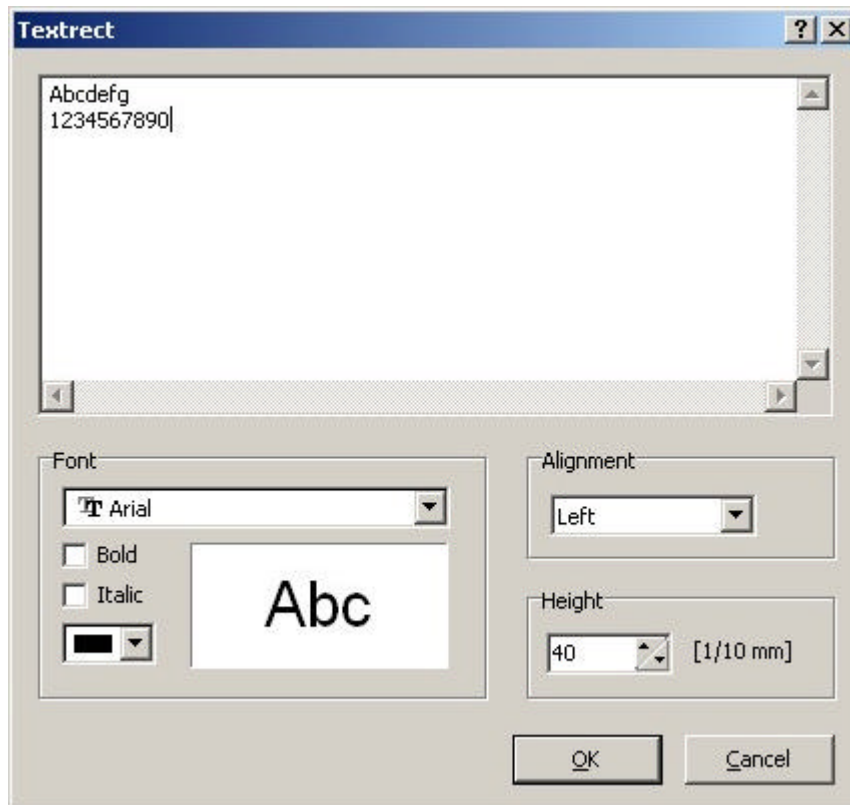 Textrect
Abcdefg
1234567890
Font
Arial
Bold
Italic
Abc
Alignment
Left
Height
40 [1/10 mm]
OK Cancel